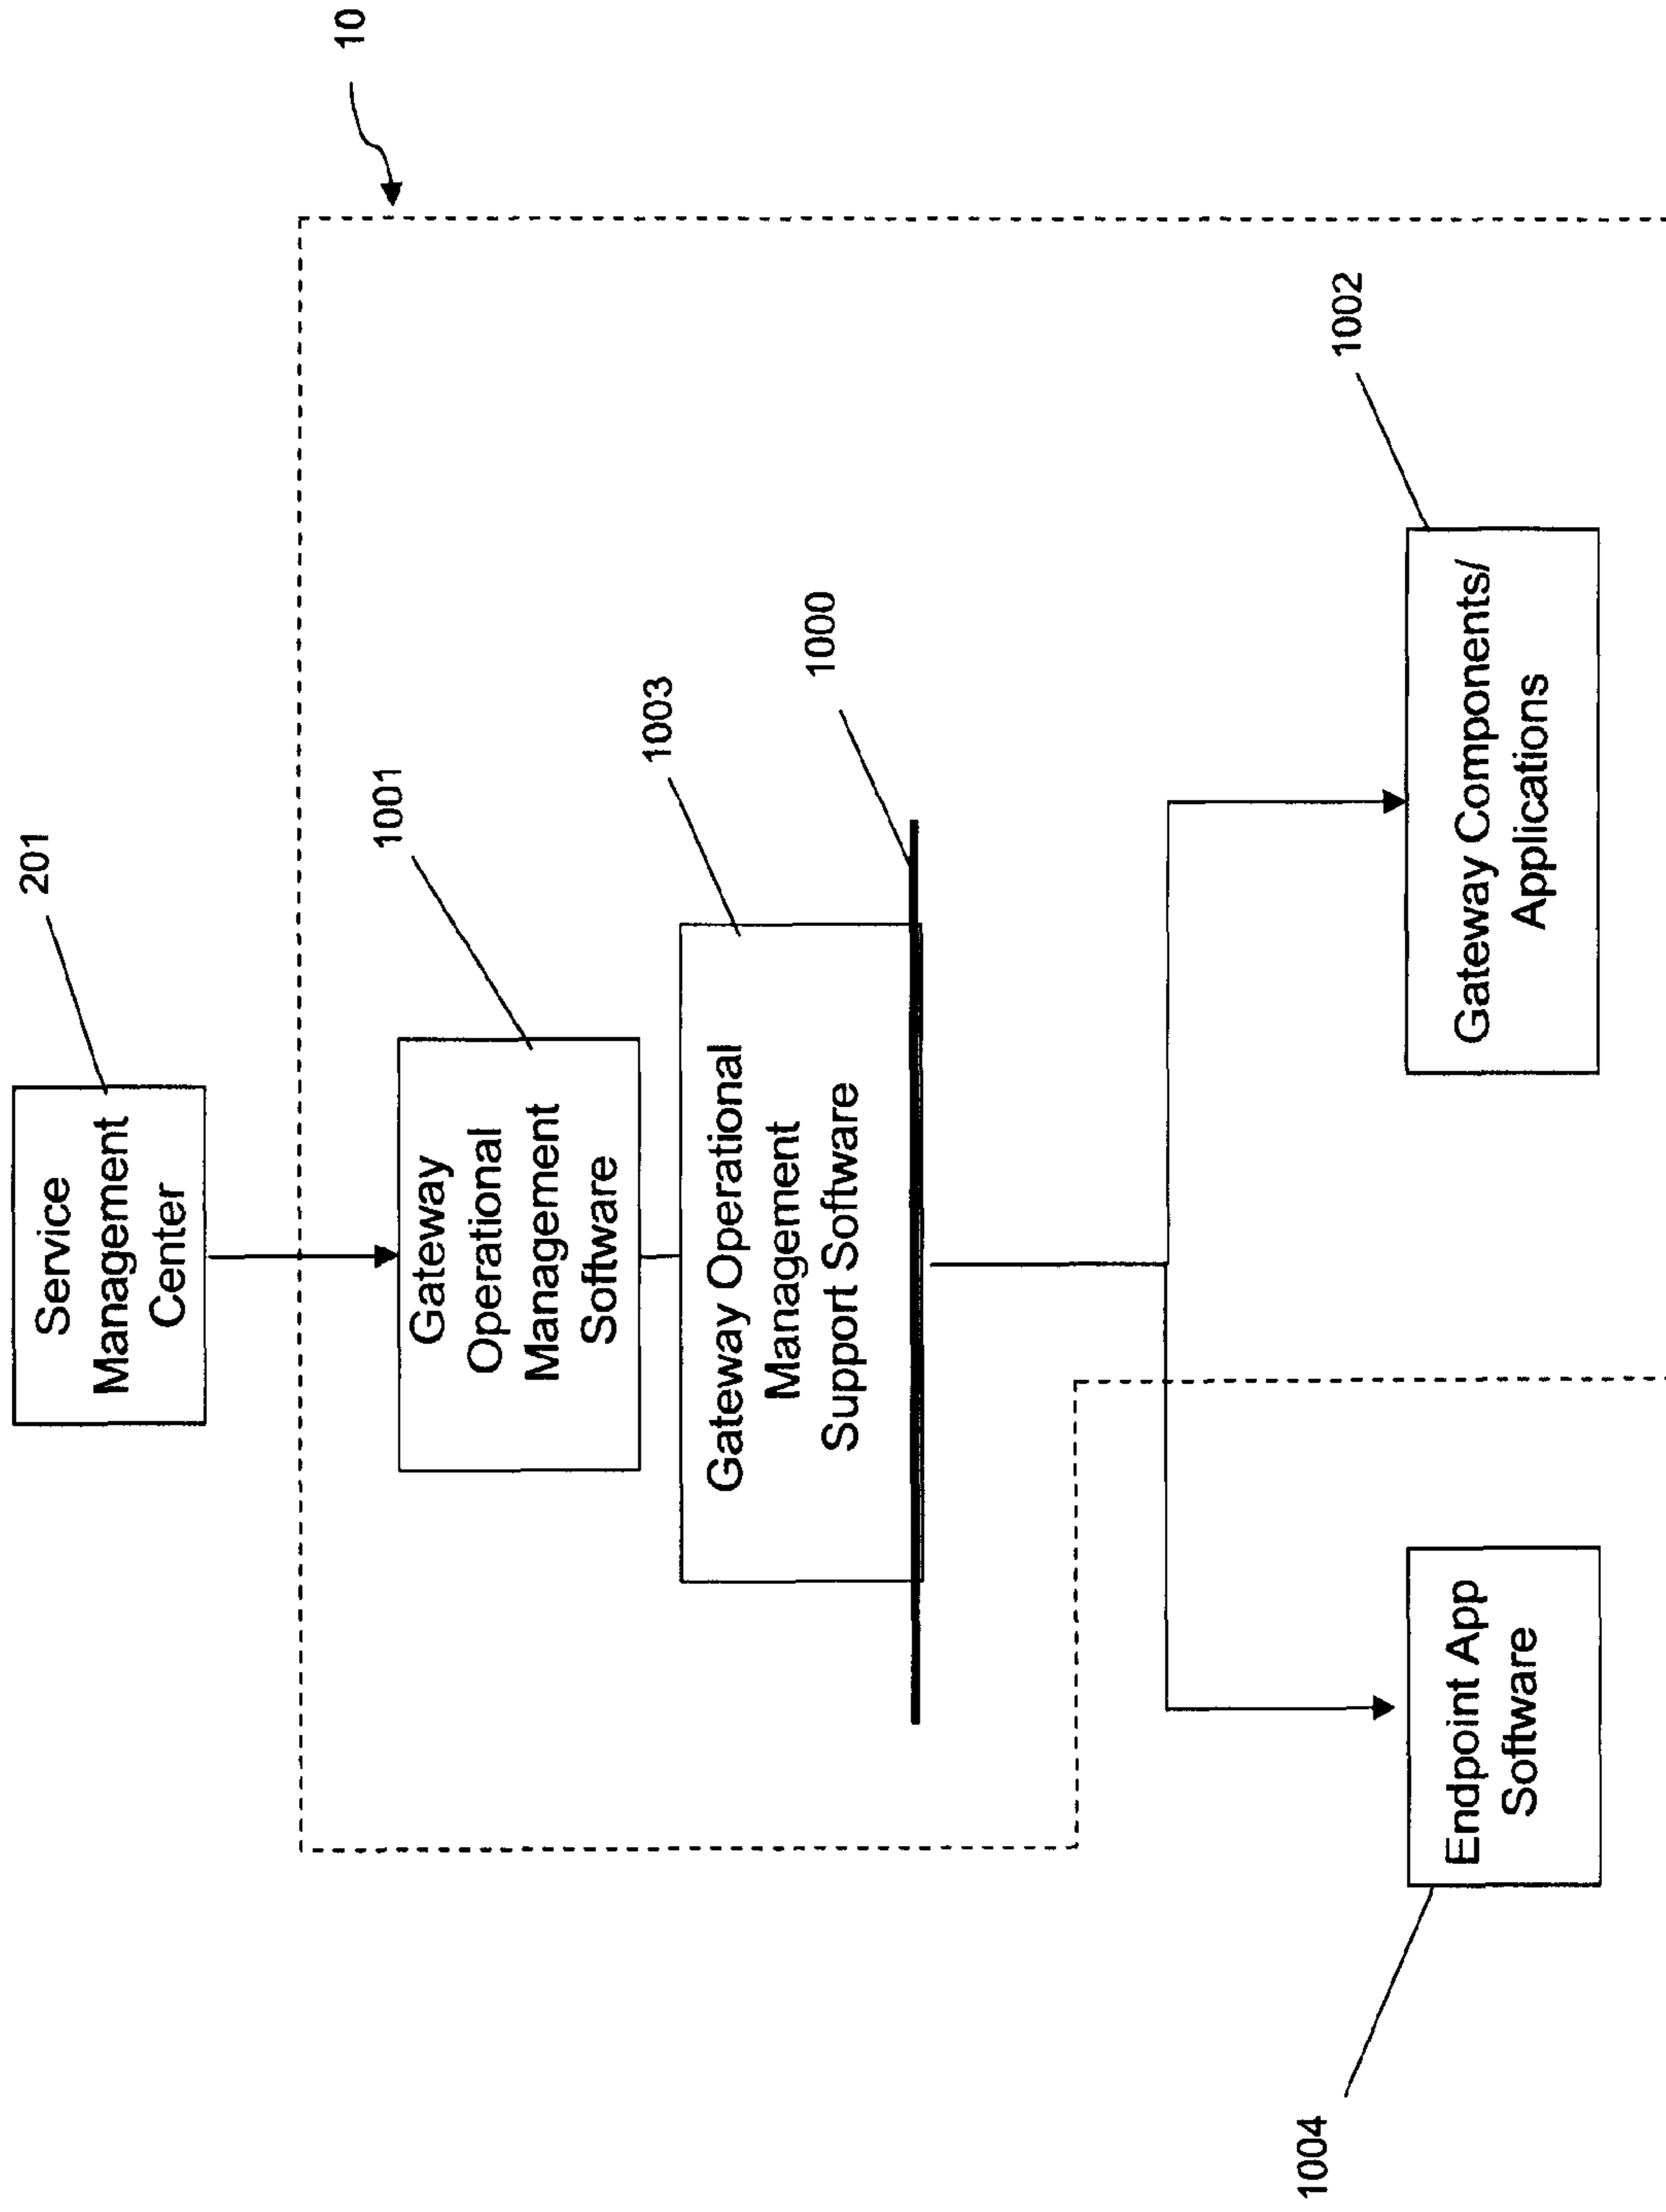 201
Service
Management
Center
10
1001
Gateway
Operational
Management
Software
1003
Gateway Operational
Management
Support Software
1000
1002
Gateway Components/
Applications
1004
Endpoint App
Software